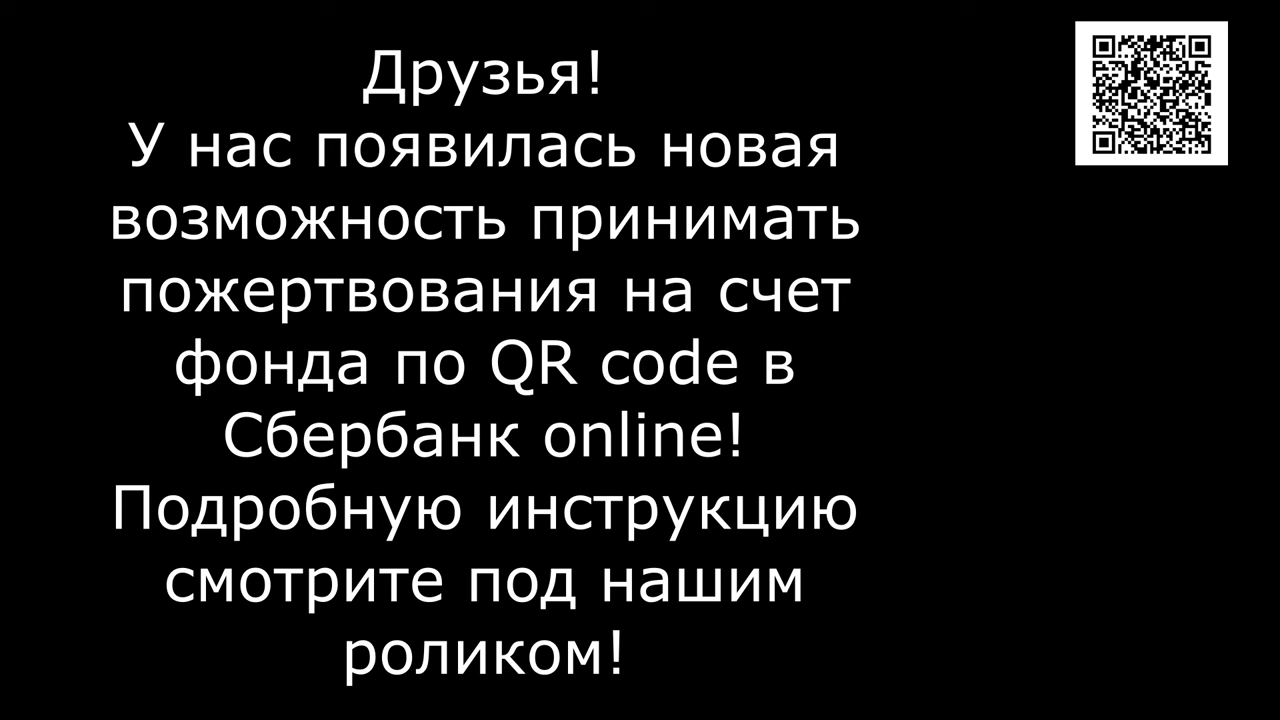 Друзья!
У нас появилась новая
возможность принимать
пожертвования на счет
фонда по QR code в
Сбербанк online!
Подробную инструкцию
смотрите под нашим
роликом!